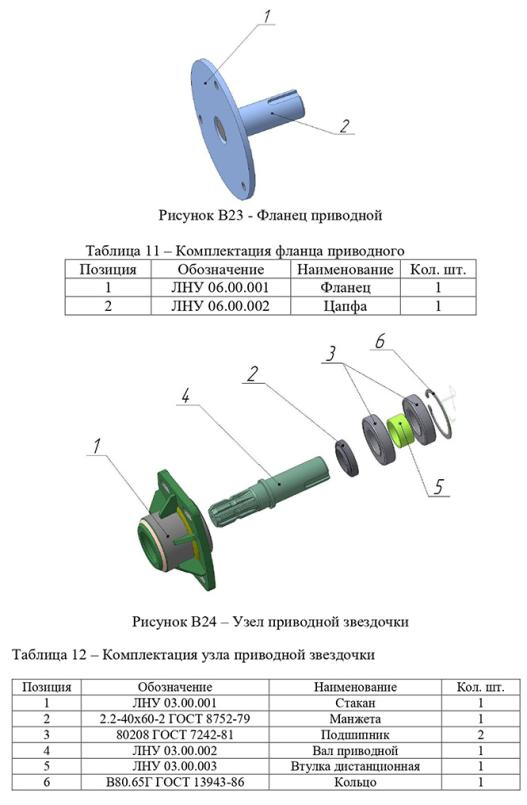 1
2
Рисунок В23 - Фланец приводной
Таблица 11 – Комплектация фланца приводного
Позиция Обозначение Наименование Кол. шт.
1 ЛНУ 06.00.001 Фланец 1
2 ЛНУ 06.00.002 Цапфа 1
6
3
2
4
1
5
Рисунок В24 – Узел приводной звездочки
Таблица 12 – Комплектация узла приводной звездочки
Позиция Обозначение Наименование Кол. шт.
1 ЛНУ 03.00.001 Стакан 1
2 2.2-40х60-2 ГОСТ 8752-79 Манжета 1
3 80208 ГОСТ 7242-81 Подшипник 2
4 ЛНУ 03.00.002 Вал приводной 1
5 ЛНУ 03.00.003 Втулка дистанционная 1
6 В80.65Г ГОСТ 13943-86 Кольцо 1